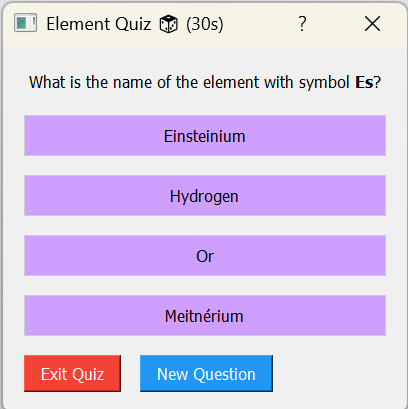 Element Quiz 🎲 (30s)
What is the name of the element with symbol Es?
Einsteinium
Hydrogen
Or
Meitnérium
Exit Quiz
New Question